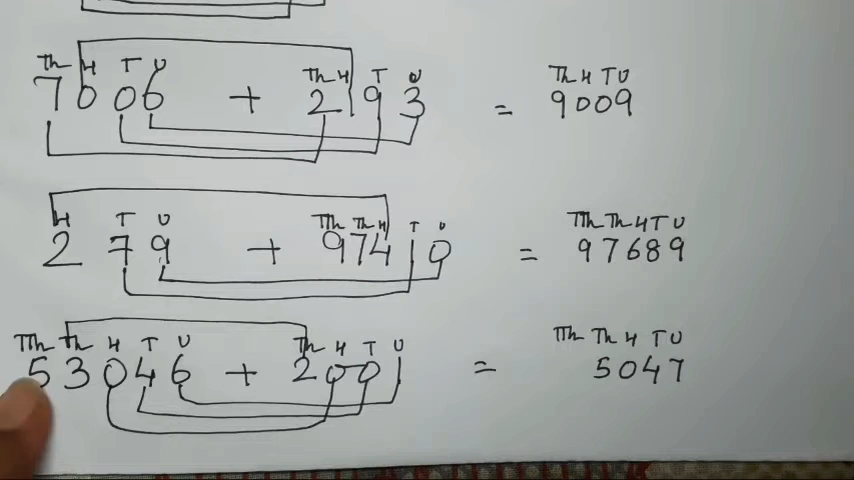 Th H T U Th H T U Th H T U
7006 + 2193 = 9009
H T U TTh Th H T U TTh Th H T U
279 + 97410 = 97689
TTh Th H T U Th H T U TTh Th H T U
53046 + 2001 = 5047